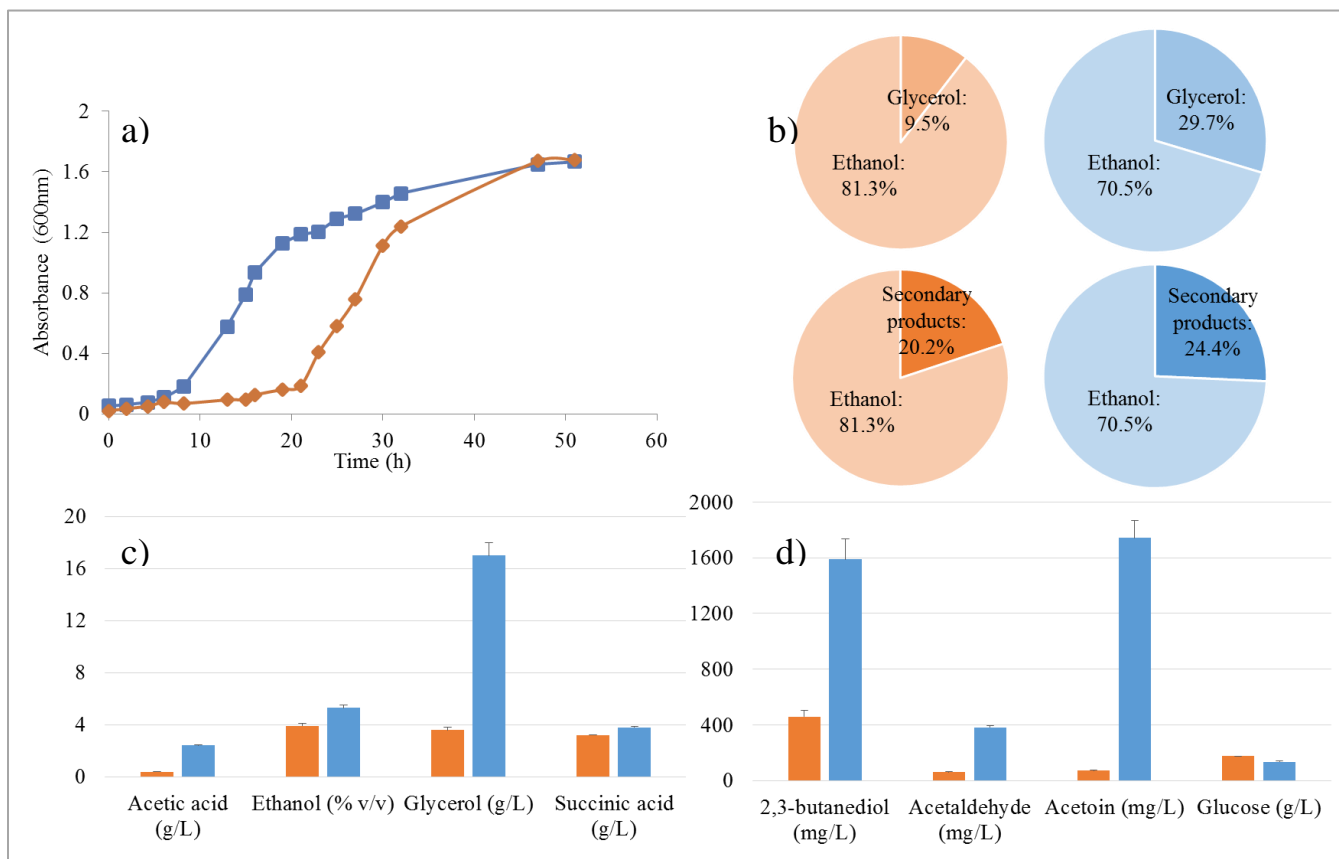 a)
2
1.6
1.2
0.8
0.4
0
Absorbance (600nm)
0 10 20 30 40 50 60
Time (h)
b)
Glycerol:
9.5%
Ethanol:
81.3%
Glycerol:
29.7%
Ethanol:
70.5%
Secondary
products:
20.2%
Ethanol:
81.3%
Secondary
products:
24.4%
Ethanol:
70.5%
c)
20
16
12
8
4
0
Acetic acid
(g/L)
Ethanol (% v/v)
Glycerol (g/L)
Succinic acid
(g/L)
d)
2000
1600
1200
800
400
0
2,3-butanediol
(mg/L)
Acetaldehyde
(mg/L)
Acetoin (mg/L)
Glucose (g/L)